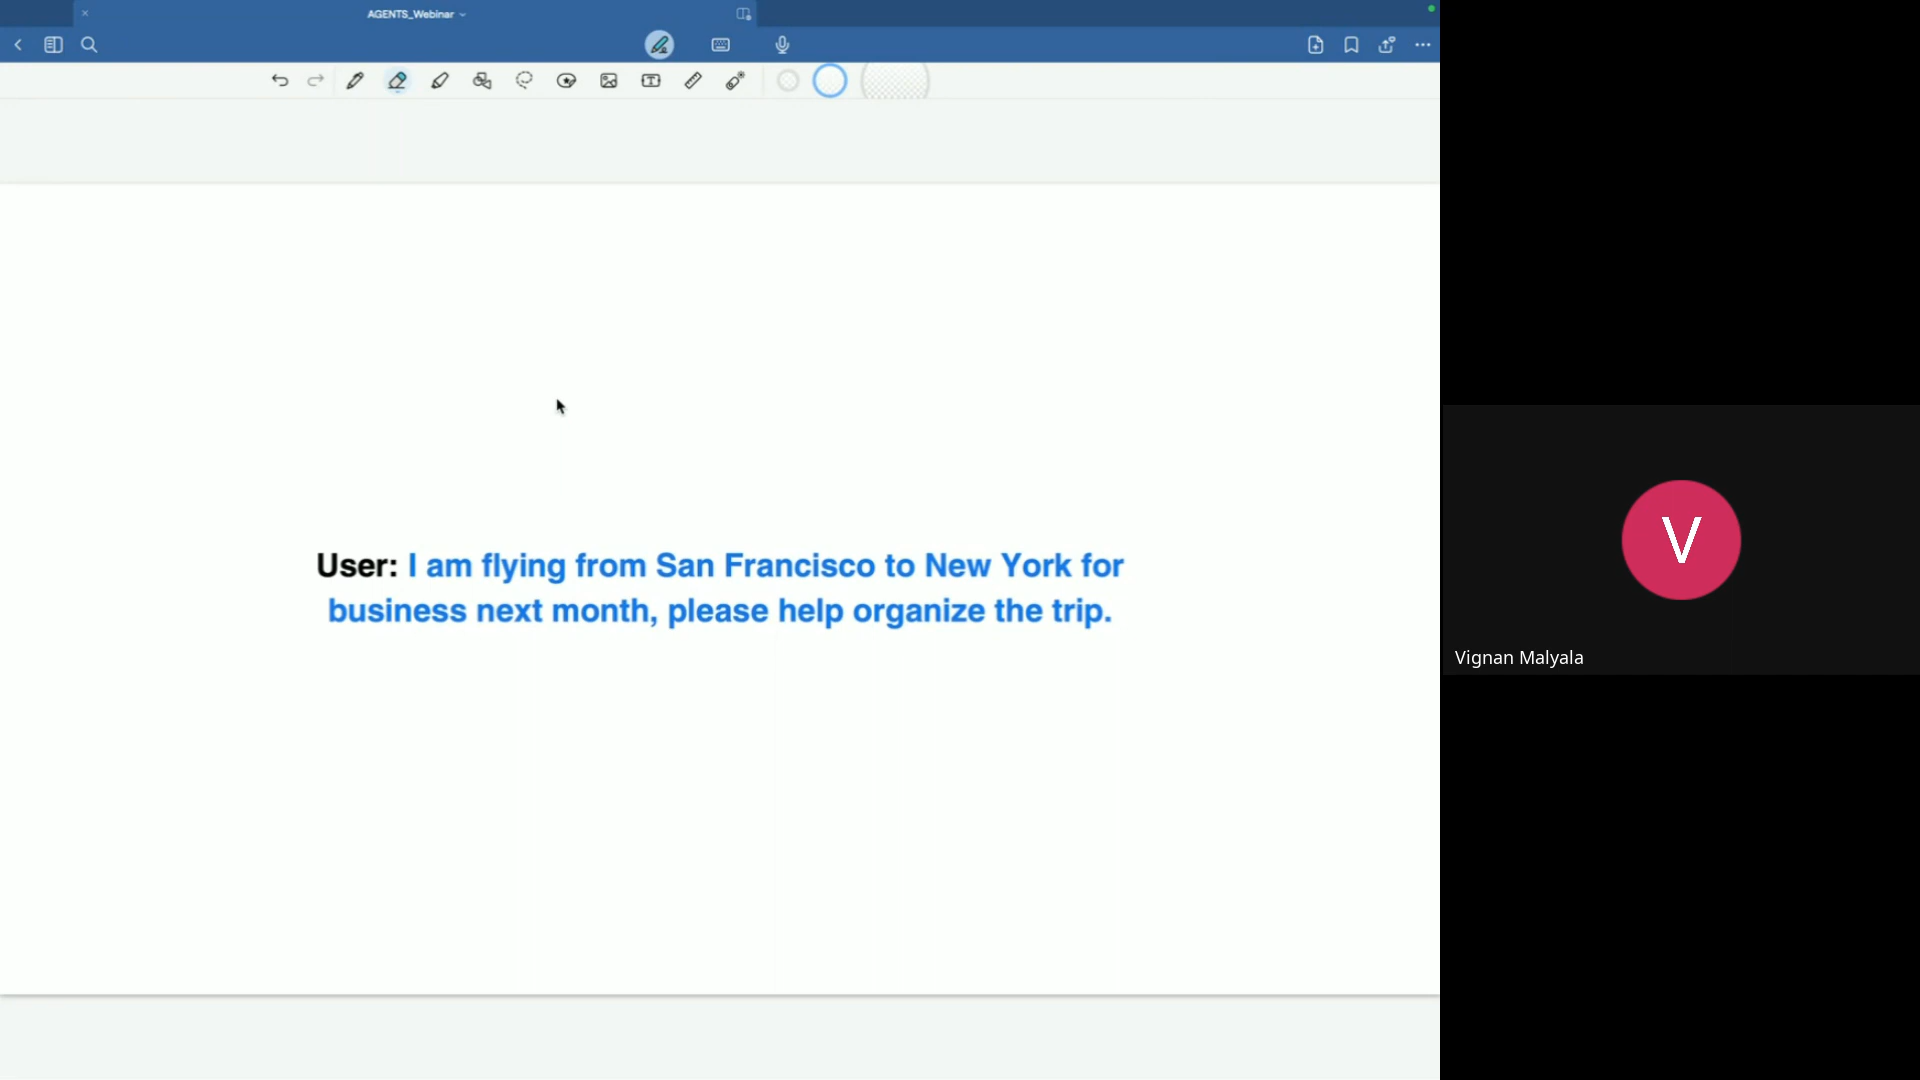 AGENTS_Webinar
User: I am flying from San Francisco to New York for
business next month, please help organize the trip.
V
Vignan Malyala